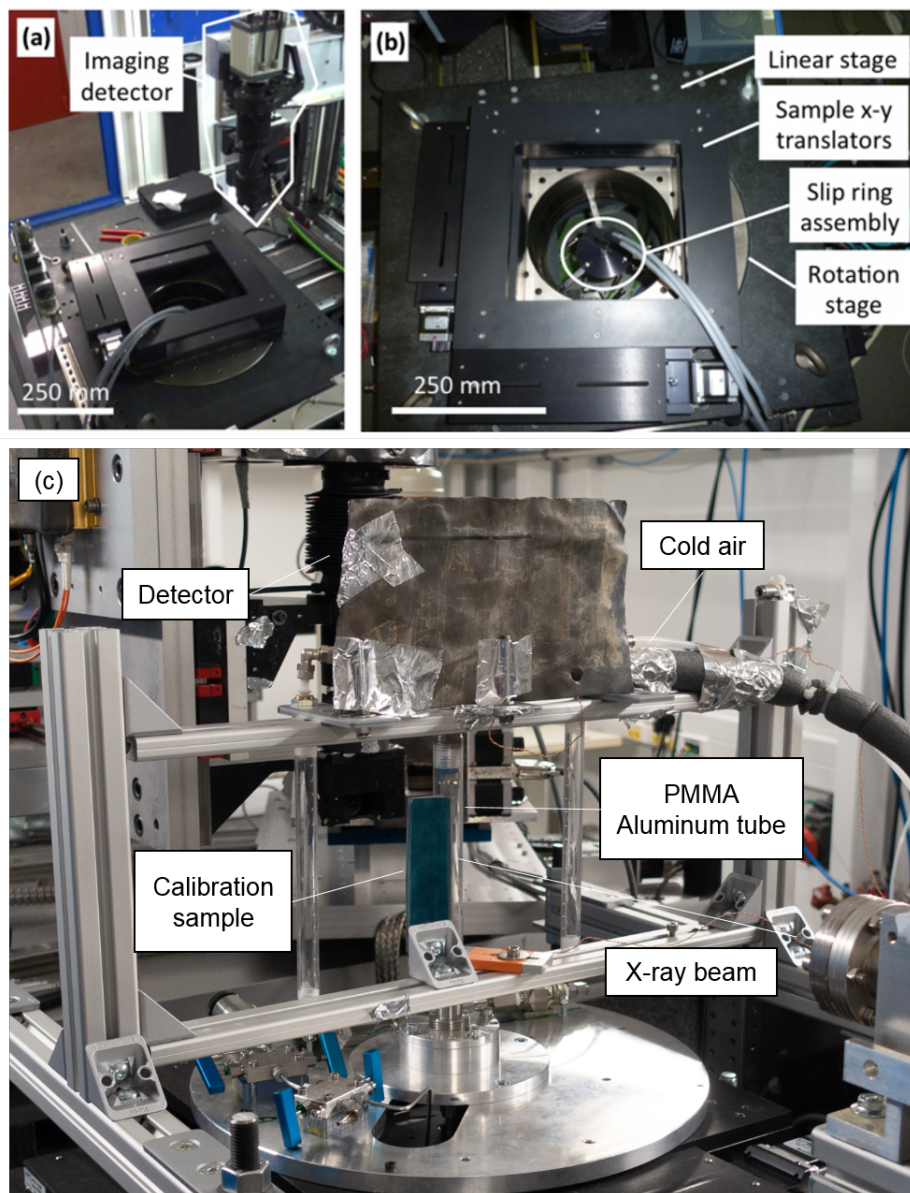 (a)
Imaging
detector
250 mm
(b)
Linear stage
Sample x-y
translators
Slip ring
assembly
Rotation
stage
250 mm
(c)
Detector
Cold air
PMMA
Aluminum tube
Calibration
sample
X-ray beam